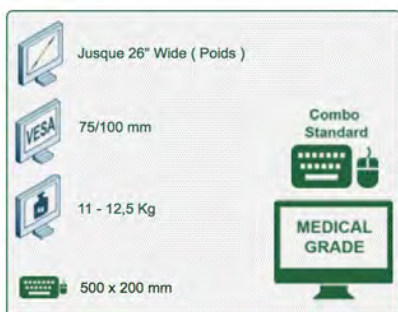 Jusque 26" Wide ( Poids )
VESA
75/100 mm
Kg
11 - 12,5 Kg
500 x 200 mm
Combo
Standard
MEDICAL
GRADE